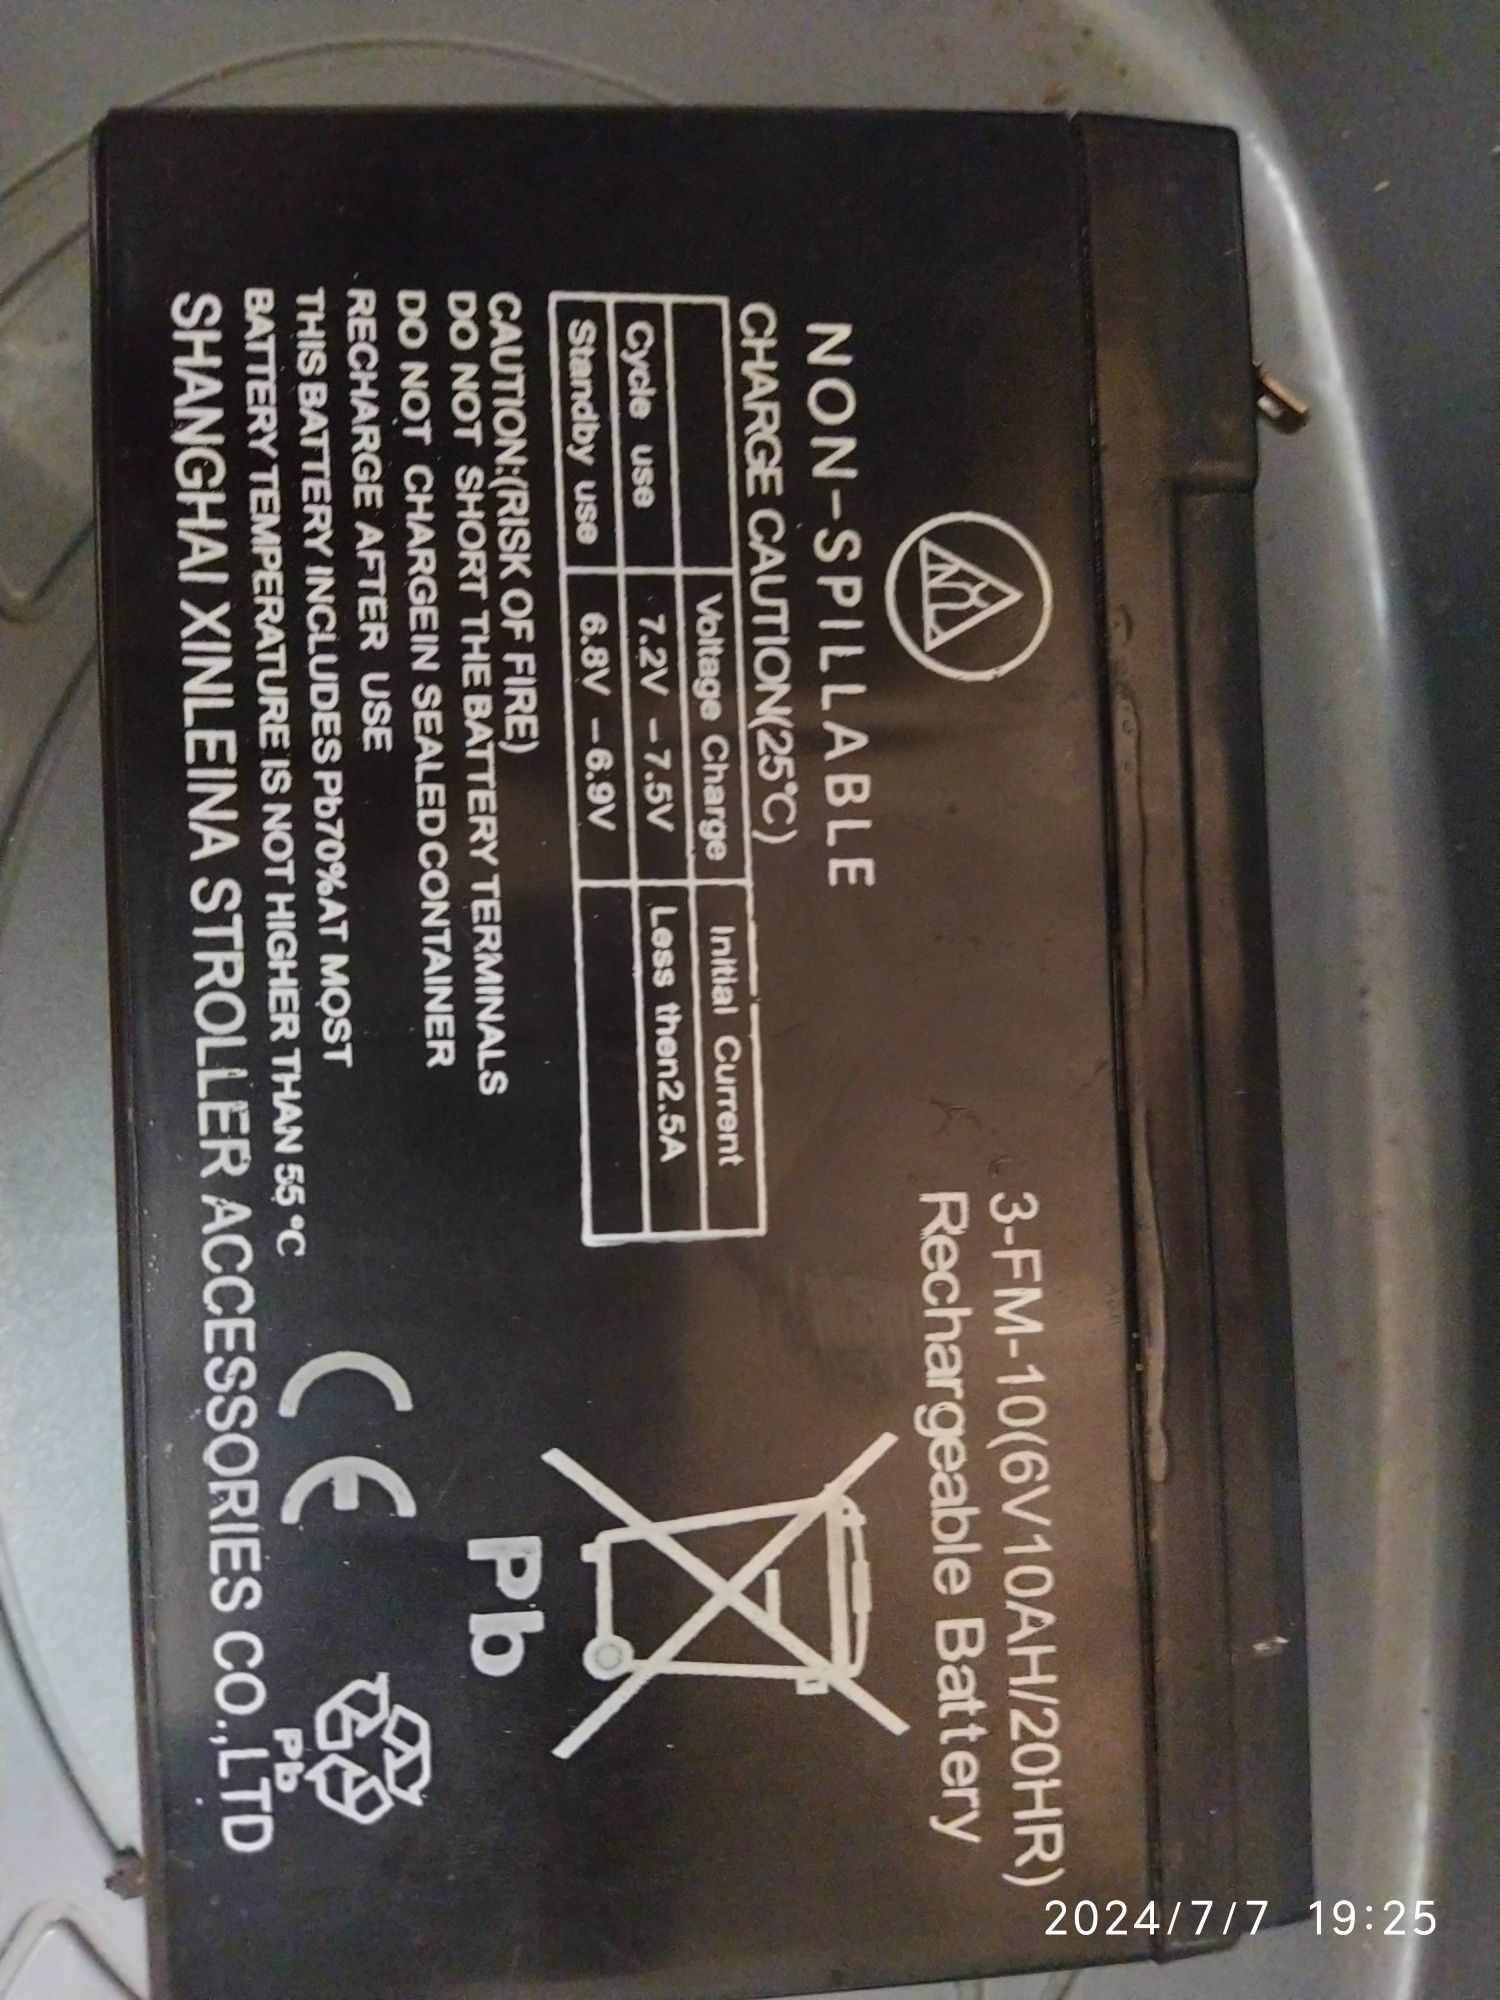 3-FM-10(6V10AH/20HR)
Rechargeable Battery
NON-SPILLABLE
CHARGE CAUTION(25℃)
Voltage Charge Initial Current
Cycle use 7.2V -7.5V Less then2.5A
Standby use 6.8V -6.9V
CAUTION:(RISK OF FIRE)
DO NOT SHORT THE BATTERY TERMINALS
DO NOT CHARGE IN SEALED CONTAINER
RECHARGE AFTER USE
THIS BATTERY INCLUDES Pb70%AT MOST
BATTERY TEMPERATURE IS NOT HIGHER THAN 55 ℃
SHANGHAI XINLEINA STROLLER ACCESSORIES CO.,LTD
Pb
CE
Pb
2024/7/7 19:25